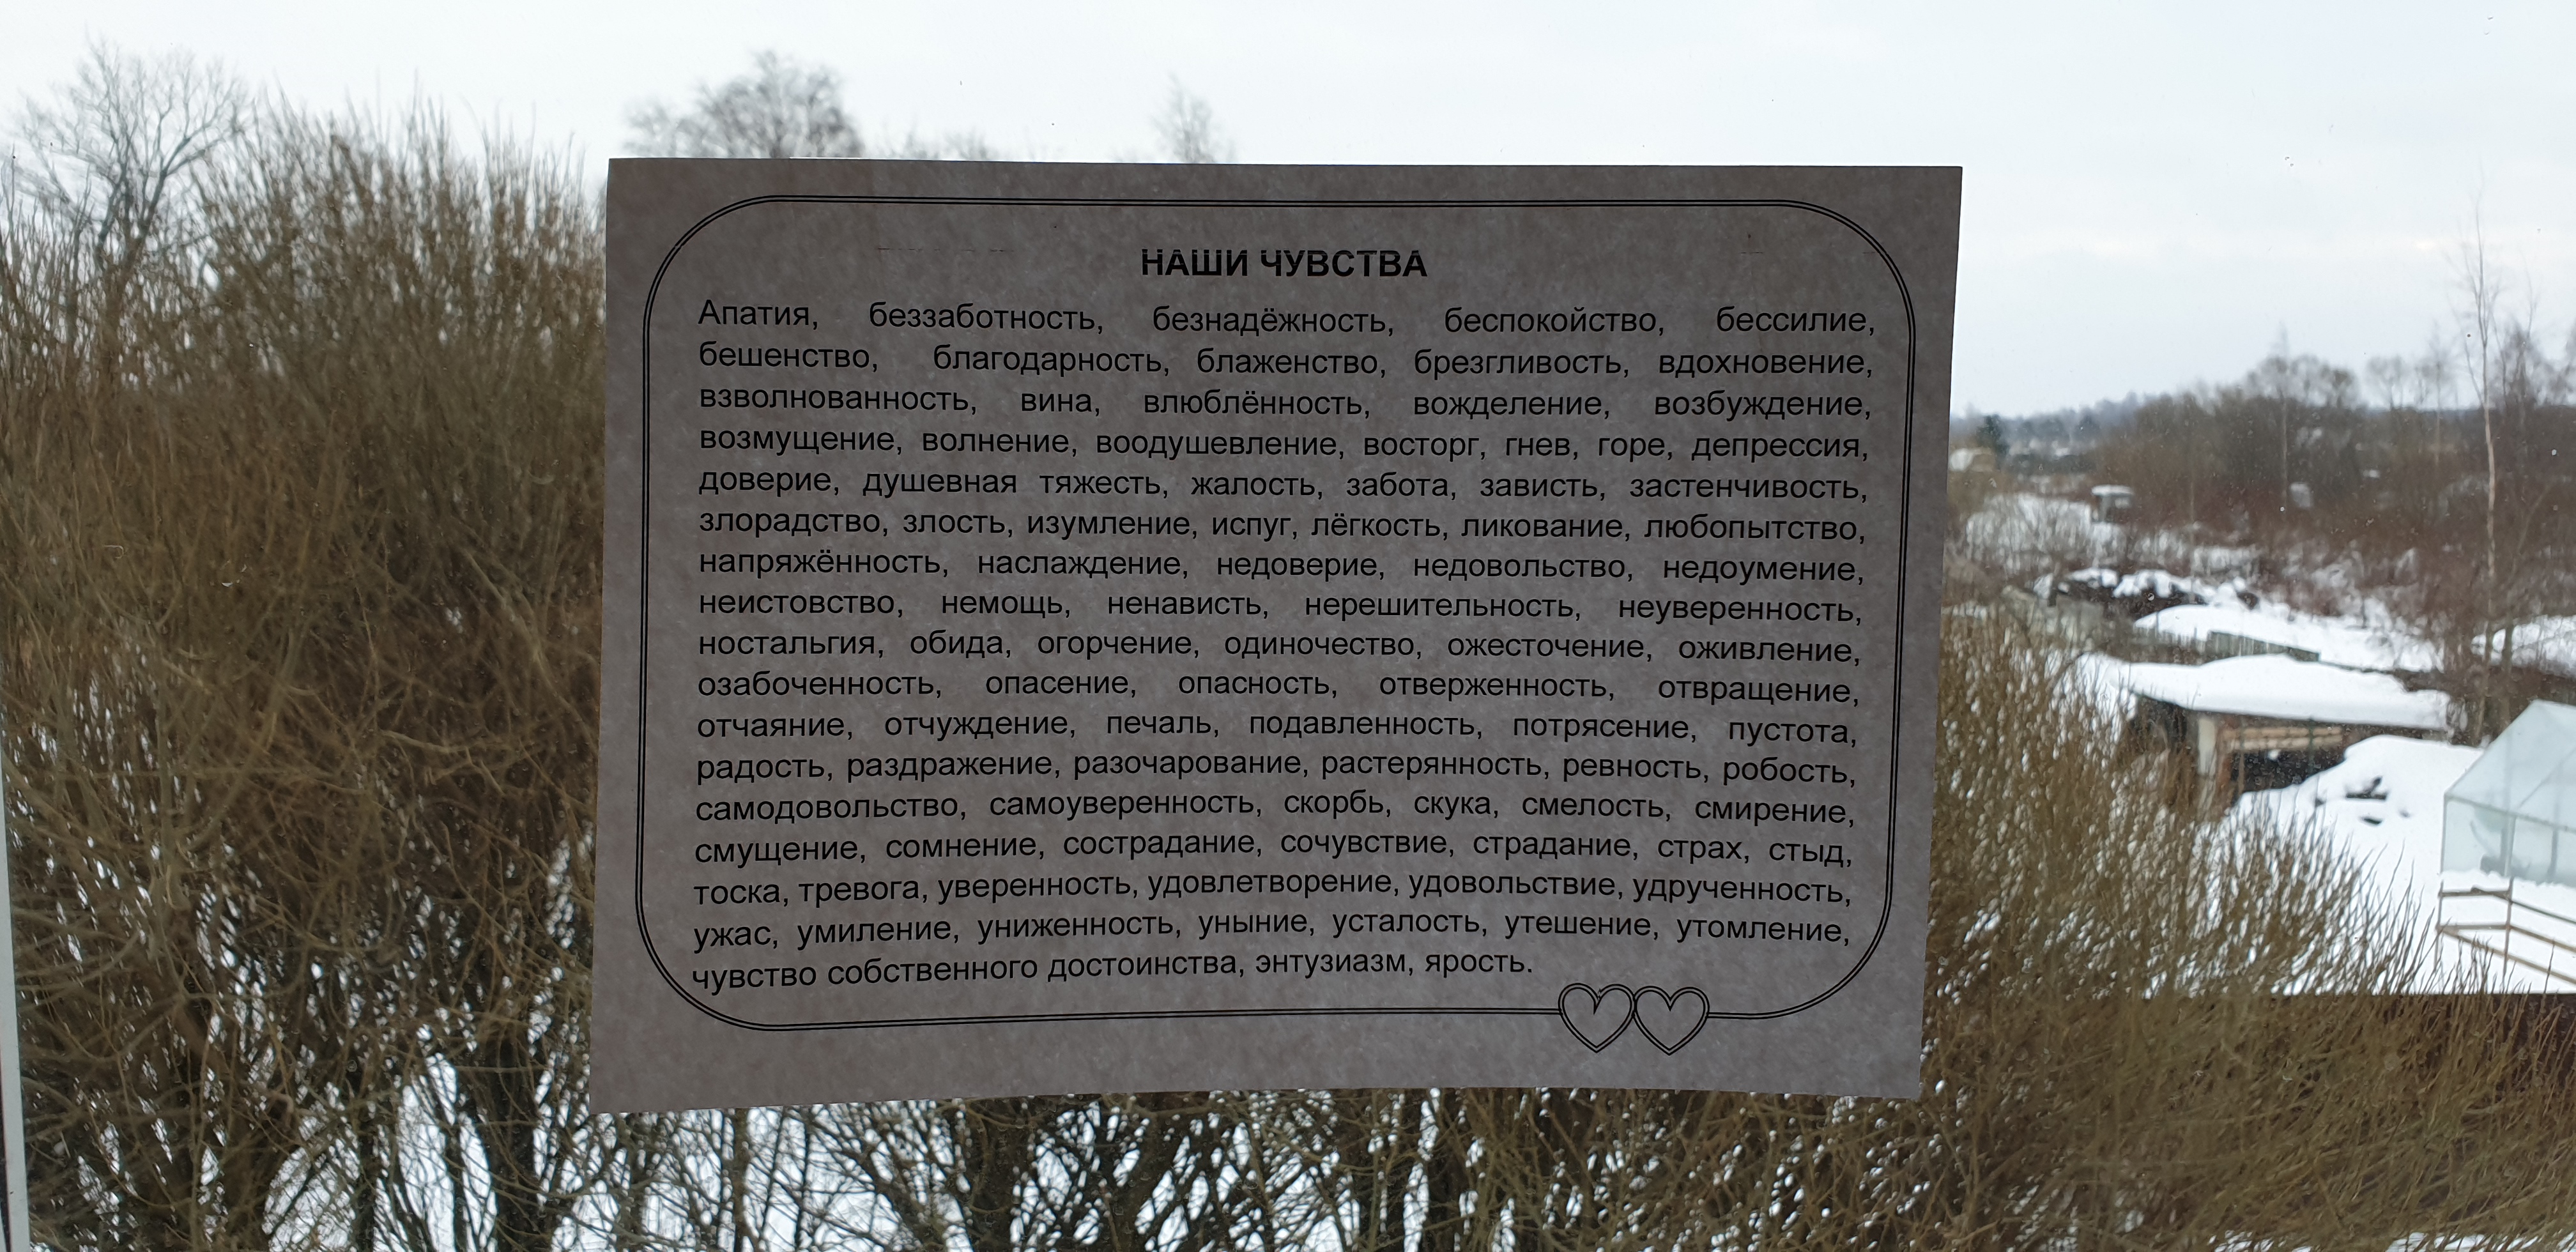 НАШИ ЧУВСТВА
Апатия, беззаботность, безнадёжность, беспокойство, бессилие,
бешенство, благодарность, блаженство, брезгливость, вдохновение,
взволнованность, вина, влюблённость, вожделение, возбуждение,
возмущение, волнение, воодушевление, восторг, гнев, горе, депрессия,
доверие, душевная тяжесть, жалость, забота, зависть, застенчивость,
злорадство, злость, изумление, испуг, лёгкость, ликование, любопытство,
напряжённость, наслаждение, недоверие, недовольство, недоумение,
неистовство, немощь, ненависть, нерешительность, неуверенность,
ностальгия, обида, огорчение, одиночество, ожесточение, оживление,
озабоченность, опасение, опасность, отверженность, отвращение,
отчаяние, отчуждение, печаль, подавленность, потрясение, пустота,
радость, раздражение, разочарование, растерянность, ревность, робость,
самодовольство, самоуверенность, скорбь, скука, смелость, смирение,
смущение, сомнение, сострадание, сочувствие, страдание, страх, стыд,
тоска, тревога, уверенность, удовлетворение, удовольствие, удрученность,
ужас, умиление, униженность, уныние, усталость, утешение, утомление,
чувство собственного достоинства, энтузиазм, ярость.